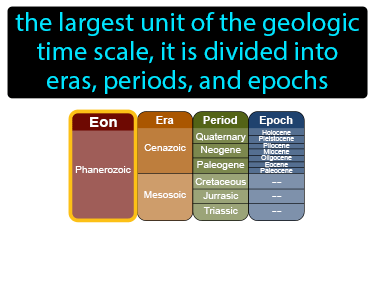 the largest unit of the geologic
time scale, it is divided into
eras, periods, and epochs
Eon Era Period Epoch
Phanerozoic
Cenazoic
Mesosoic
Quaternary
Neogene
Paleogene
Cretaceous
Jurrasic
Triassic
Holocene
Pleistocene
Pliocene
Miocene
Oligocene
Eocene
Paleocene
---
---
---